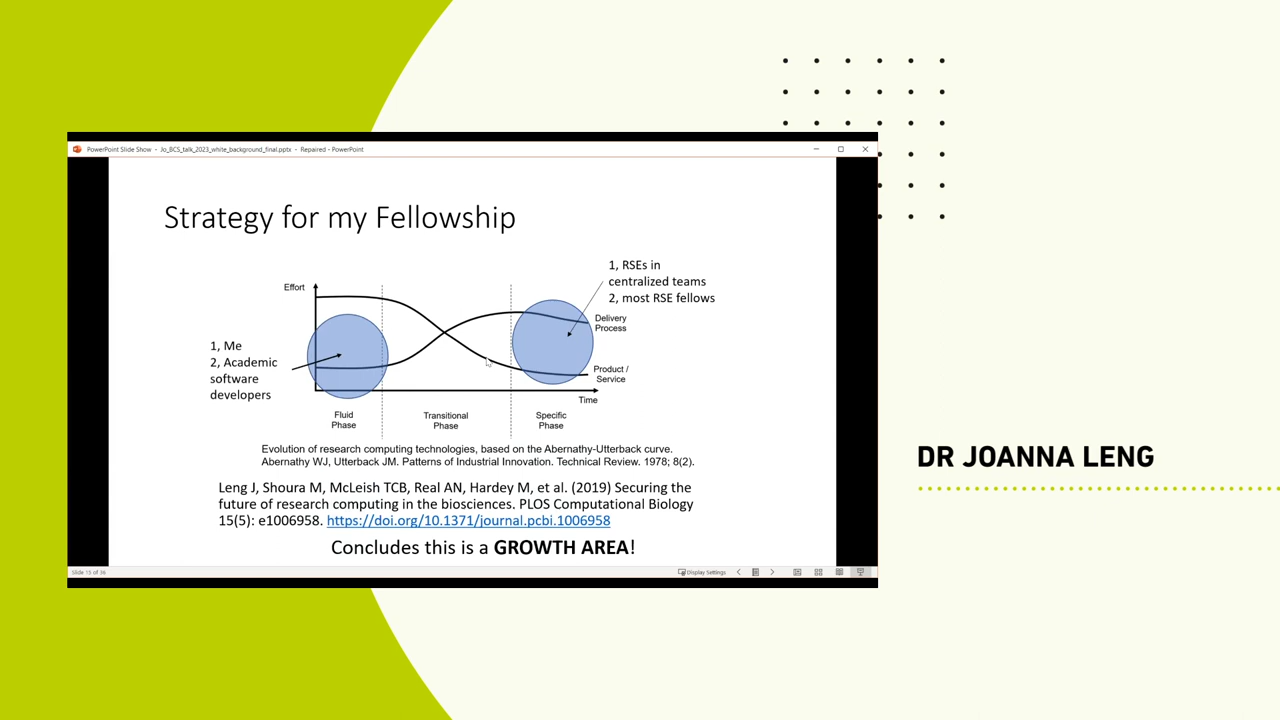 PowerPoint Slide Show - Jo_BCS_talk_2023_white_background_final.pptx - Repaired - PowerPoint
Strategy for my Fellowship
Effort
1, RSEs in
centralized teams
2, most RSE fellows
Delivery
Process
1, Me
2, Academic
software
developers
Product /
Service
Time
Fluid
Phase
Transitional
Phase
Specific
Phase
Evolution of research computing technologies, based on the Abernathy-Utterback curve.
Abernathy WJ, Utterback JM. Patterns of Industrial Innovation. Technical Review. 1978; 8(2).
Leng J, Shoura M, McLeish TCB, Real AN, Hardey M, et al. (2019) Securing the
future of research computing in the biosciences. PLOS Computational Biology
15(5): e1006958. https://doi.org/10.1371/journal.pcbi.1006958
Concludes this is a GROWTH AREA!
Slide 15 of 36
Display Settings
DR JOANNA LENG